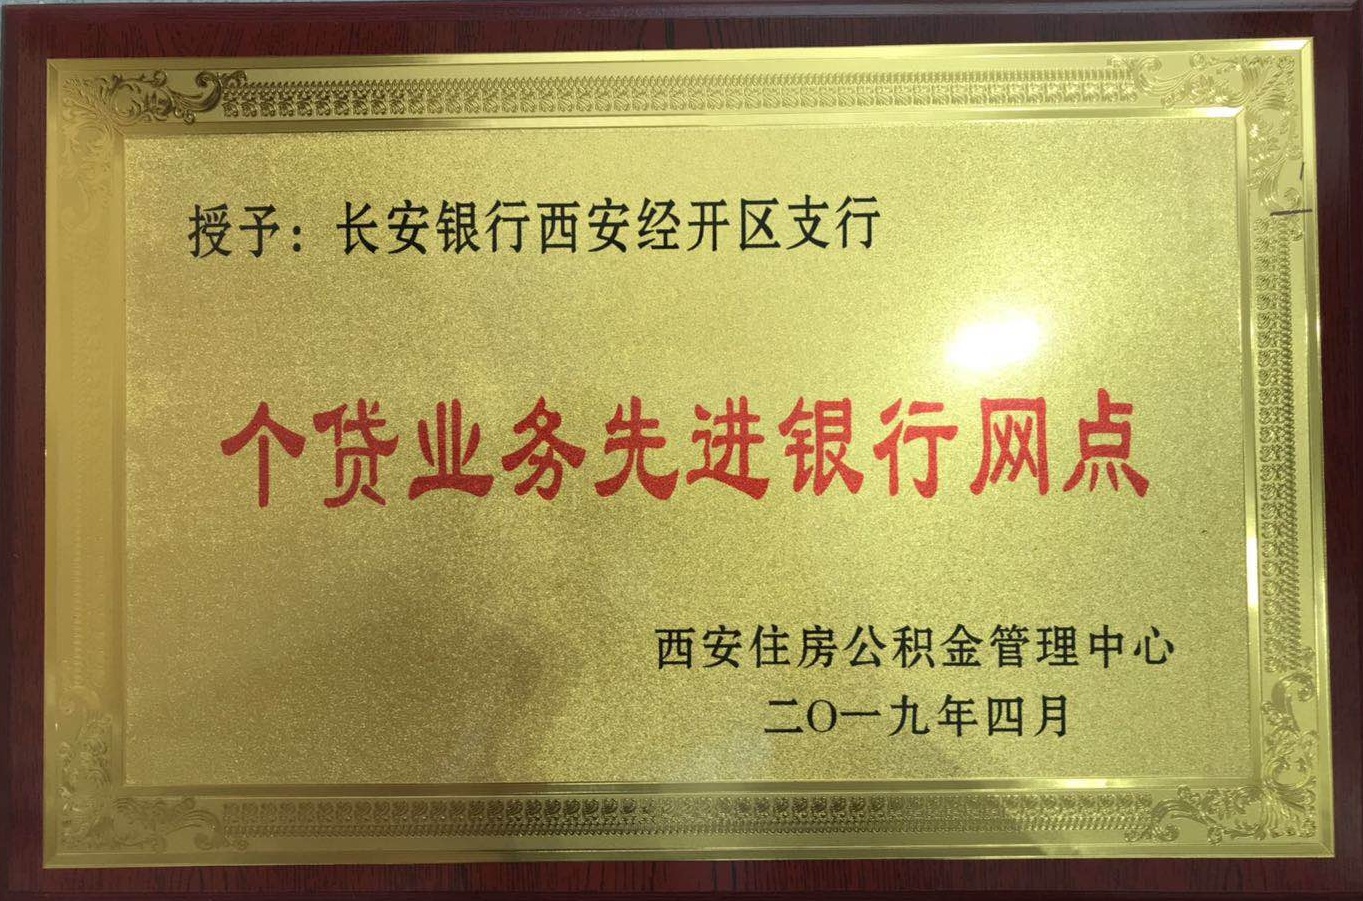 授予：长安银行西安经开区支行
个贷业务先进银行网点
西安住房公积金管理中心
二〇一九年四月